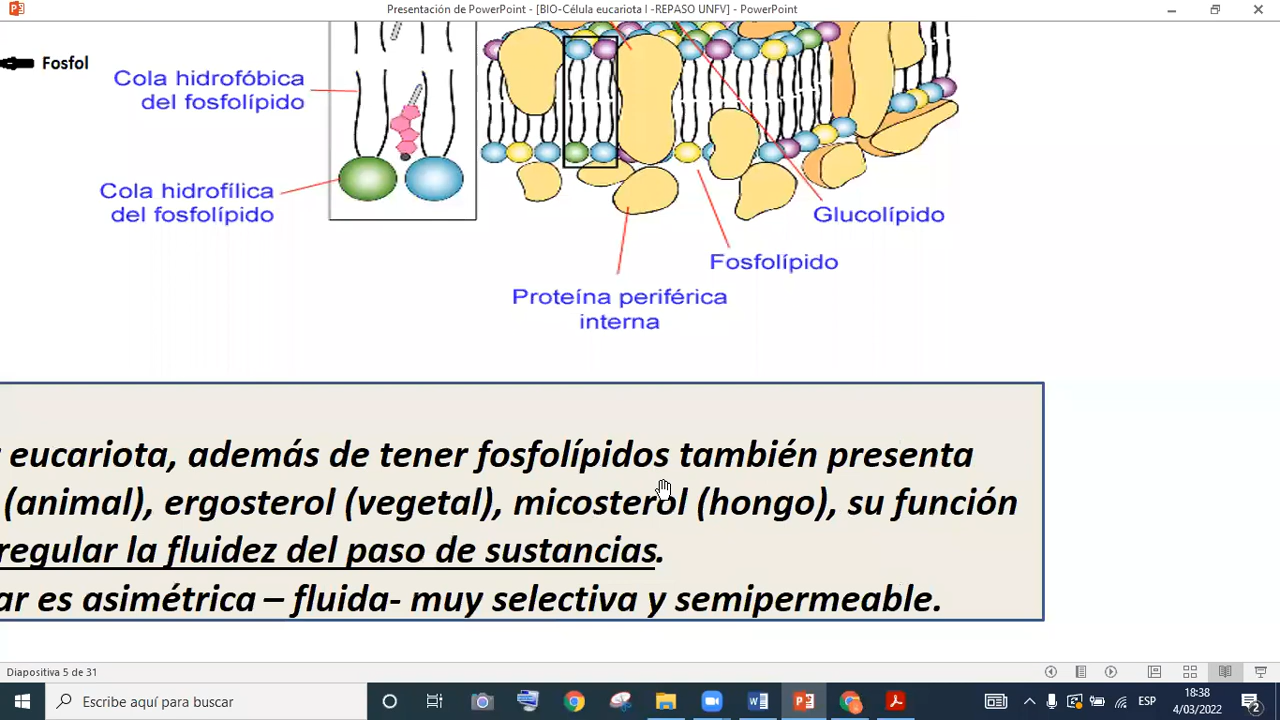 Presentación de PowerPoint - [BIO-Célula eucariota I -REPASO UNFV] - PowerPoint
Fosfol
Cola hidrofóbica
del fosfolípido
Cola hidrofílica
del fosfolípido
Glucolípido
Fosfolípido
Proteína periférica
interna
eucariota, además de tener fosfolípidos también presenta
(animal), ergosterol (vegetal), micosterol (hongo), su función
regular la fluidez del paso de sustancias.
ar es asimétrica – fluida- muy selectiva y semipermeable.
Diapositiva 5 de 31
Escribe aquí para buscar
ESP
18:38
4/03/2022
2